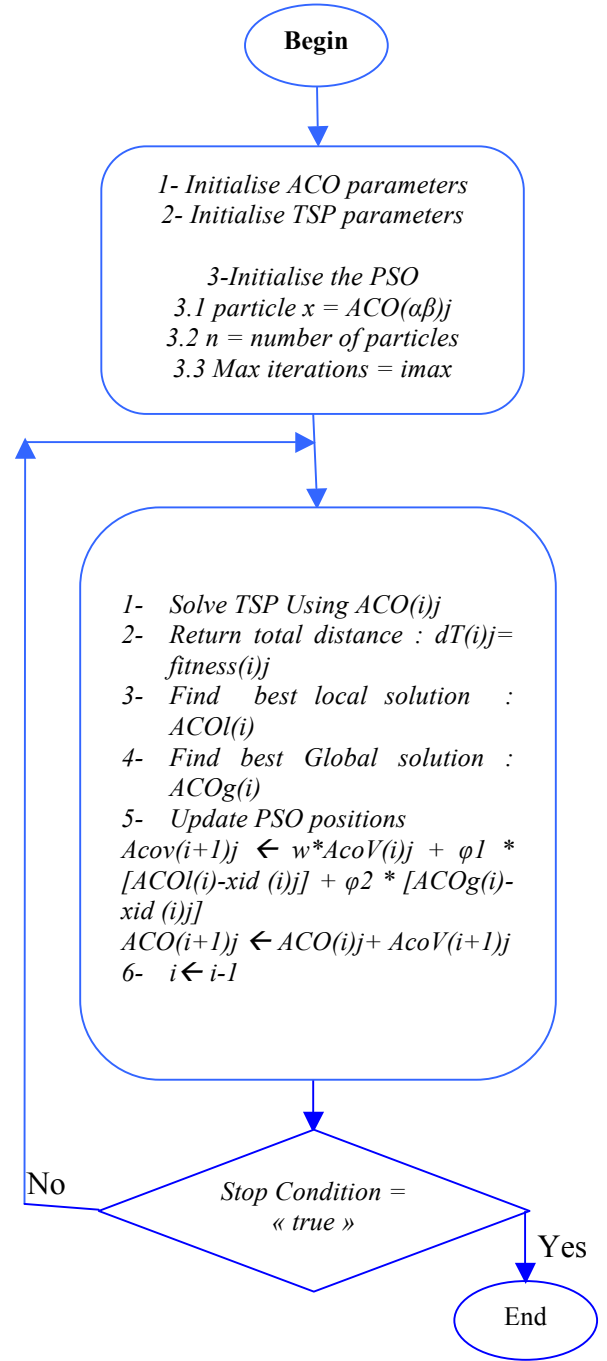 Begin
1- Initialise ACO parameters
2- Initialise TSP parameters
3-Initialise the PSO
3.1 particle x = ACO(αβ)j
3.2 n = number of particles
3.3 Max iterations = imax
1- Solve TSP Using ACO(i)j
2- Return total distance : dT(i)j=
fitness(i)j
3- Find best local solution :
ACOl(i)
4- Find best Global solution :
ACOg(i)
5- Update PSO positions
Acov(i+1)j ← w*AcoV(i)j + φ1 *
[ACOl(i)-xid (i)j] + φ2 * [ACOg(i)-
xid (i)j]
ACO(i+1)j ← ACO(i)j+ AcoV(i+1)j
6- i← i-1
Stop Condition =
« true »
No
Yes
End